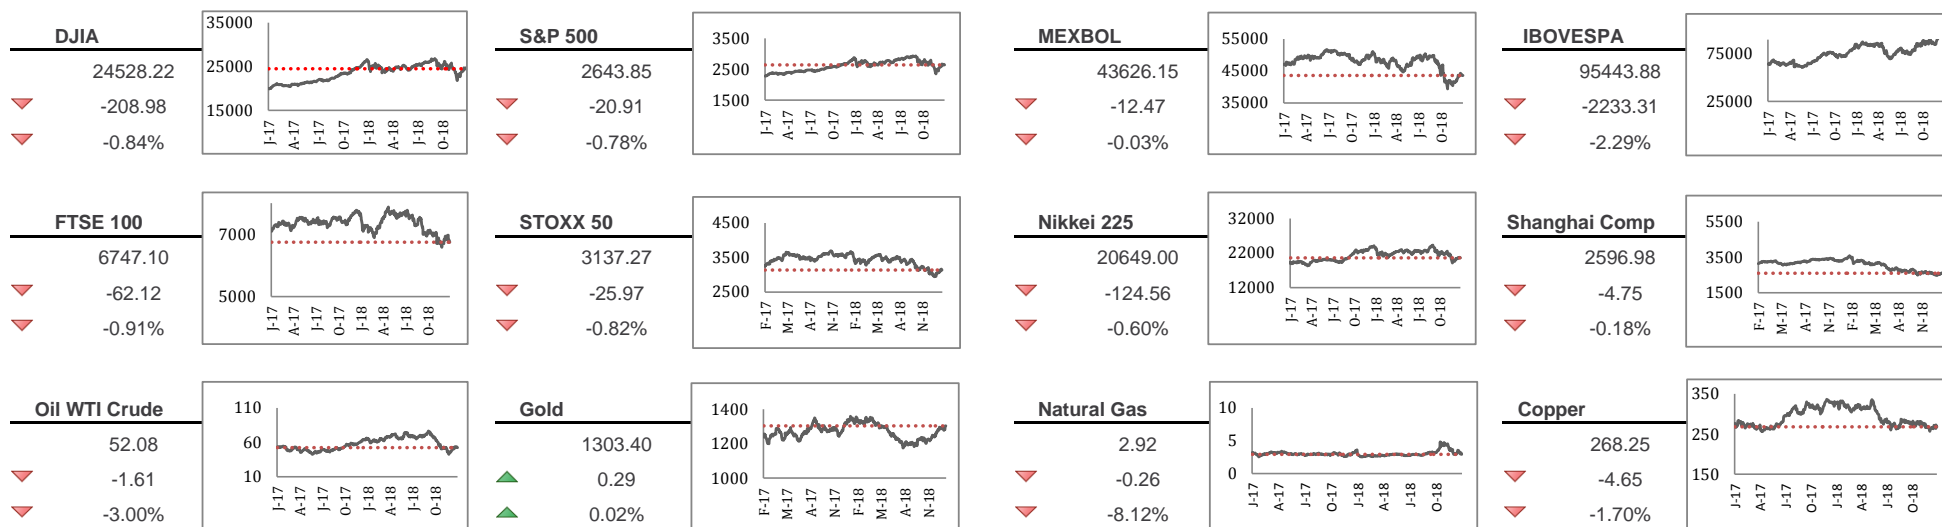 DJIA
24528.22
-208.98
-0.84%
35000
25000
15000
J-17
A-17
J-17
O-17
J-18
A-18
J-18
O-18
S&P 500
2643.85
-20.91
-0.78%
3500
2500
1500
J-17
A-17
J-17
O-17
J-18
A-18
J-18
O-18
MEXBOL
43626.15
-12.47
-0.03%
55000
45000
35000
J-17
A-17
J-17
O-17
J-18
A-18
J-18
O-18
IBOVESPA
95443.88
-2233.31
-2.29%
75000
25000
J-17
A-17
J-17
O-17
J-18
A-18
J-18
O-18
FTSE 100
6747.10
-62.12
-0.91%
7000
5000
J-17
A-17
J-17
O-17
J-18
A-18
J-18
O-18
STOXX 50
3137.27
-25.97
-0.82%
4500
3500
2500
F-17
M-17
A-17
N-17
F-18
M-18
A-18
N-18
Nikkei 225
20649.00
-124.56
-0.60%
32000
22000
12000
J-17
A-17
J-17
O-17
J-18
A-18
J-18
O-18
Shanghai Comp
2596.98
-4.75
-0.18%
5500
3500
1500
F-17
M-17
A-17
N-17
F-18
M-18
A-18
N-18
Oil WTI Crude
52.08
-1.61
-3.00%
110
60
10
J-17
A-17
J-17
O-17
J-18
A-18
J-18
O-18
Gold
1303.40
0.29
0.02%
1400
1200
1000
F-17
M-17
A-17
N-17
F-18
M-18
A-18
N-18
Natural Gas
2.92
-0.26
-8.12%
10
5
0
J-17
A-17
J-17
O-17
J-18
A-18
J-18
O-18
Copper
268.25
-4.65
-1.70%
350
250
150
J-17
A-17
J-17
O-17
J-18
A-18
J-18
O-18